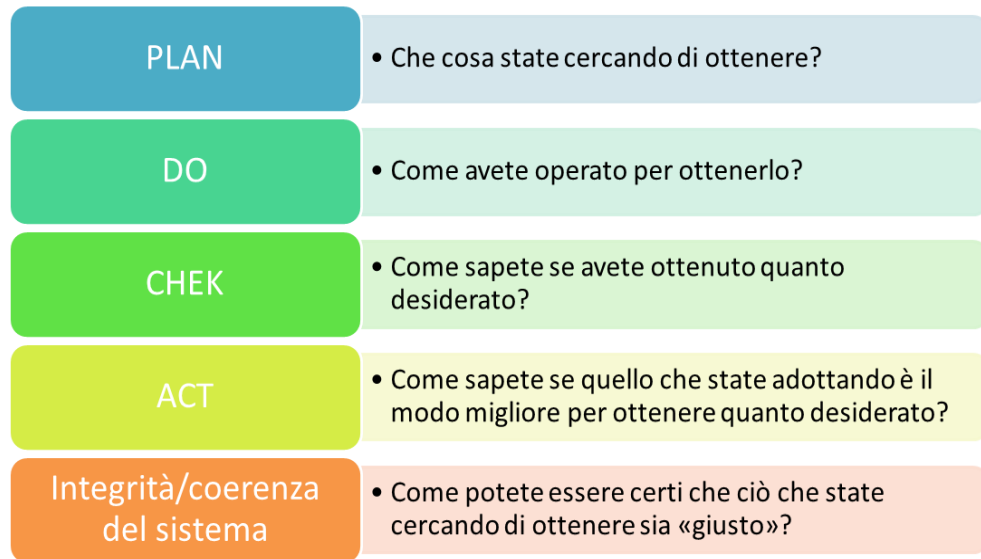 PLAN
• Che cosa state cercando di ottenere?
DO
• Come avete operato per ottenerlo?
CHEK
• Come sapete se avete ottenuto quanto
desiderato?
ACT
• Come sapete se quello che state adottando è il
modo migliore per ottenere quanto desiderato?
Integrità/coerenza
del sistema
• Come potete essere certi che ciò che state
cercando di ottenere sia «giusto»?